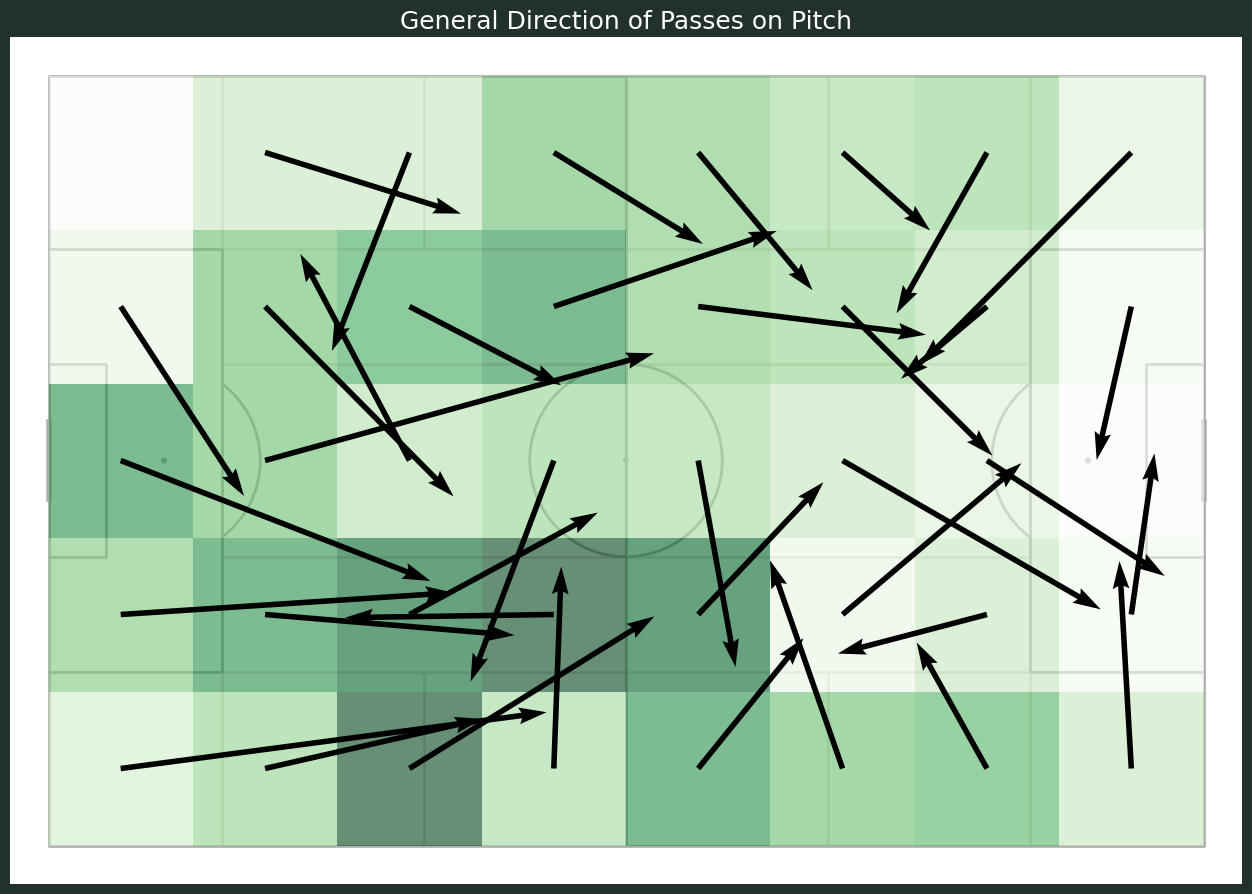 General Direction of Passes on Pitch